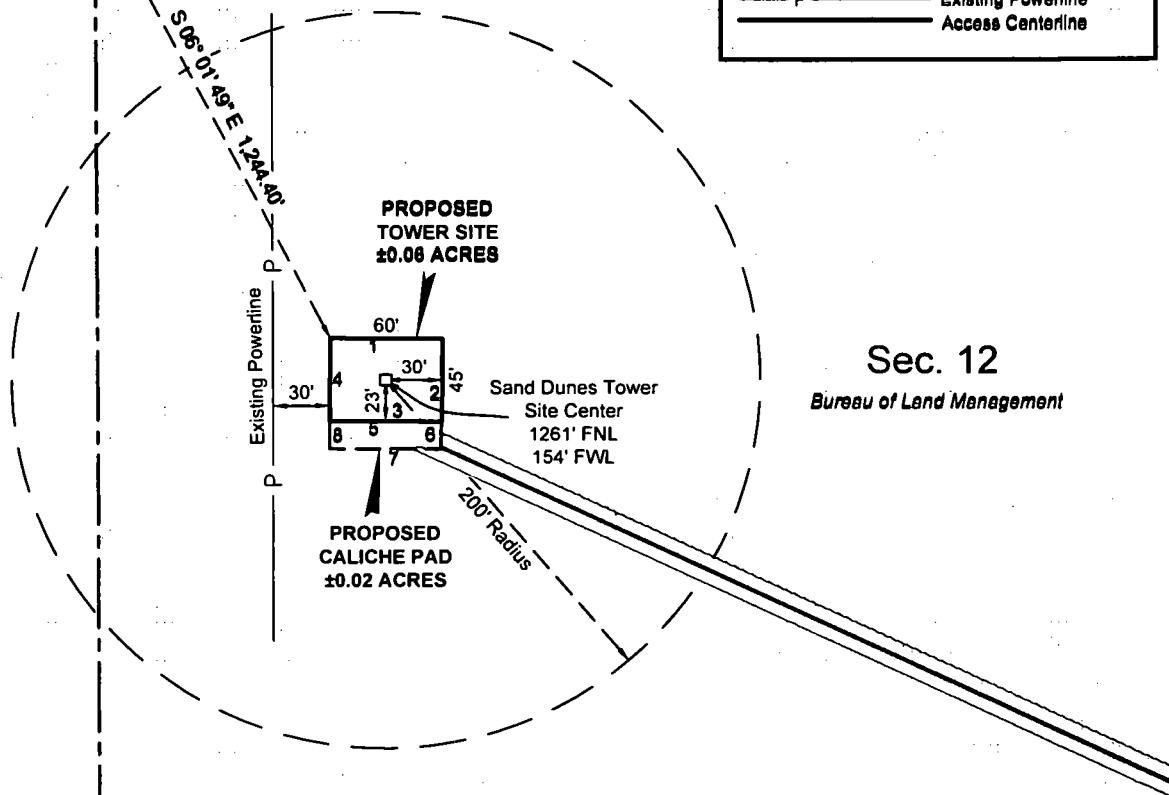 Existing Powerline
Access Centerline
S 06° 01' 49" E 1,244.40'
PROPOSED
TOWER SITE
±0.06 ACRES
P
Existing Powerline
P
30'
60'
1
30'
2
45'
4
23'
3
5
8
6
7
Sand Dunes Tower
Site Center
1261' FNL
154' FWL
Sec. 12
Bureau of Land Management
200' Radius
PROPOSED
CALICHE PAD
±0.02 ACRES